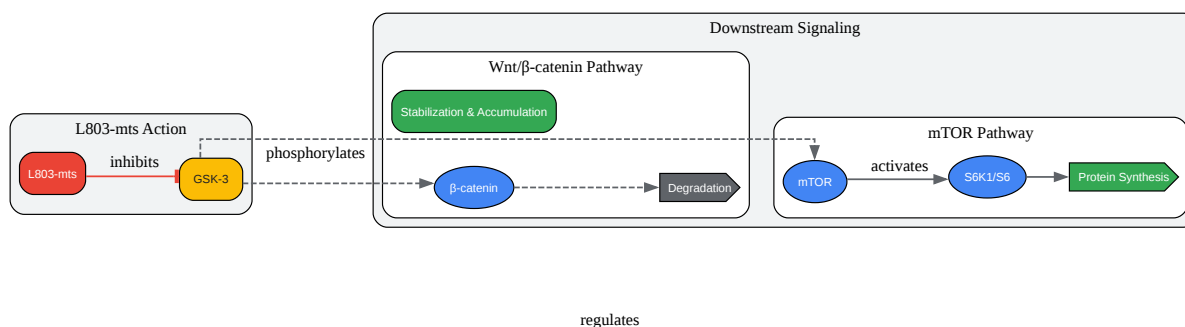 Downstream Signaling
Wnt/β-catenin Pathway
Stabilization & Accumulation
L803-mts Action
mTOR Pathway
inhibits
phosphorylates
activates
L803-mts
GSK-3
β-catenin
Degradation
mTOR
S6K1/S6
Protein Synthesis
regulates